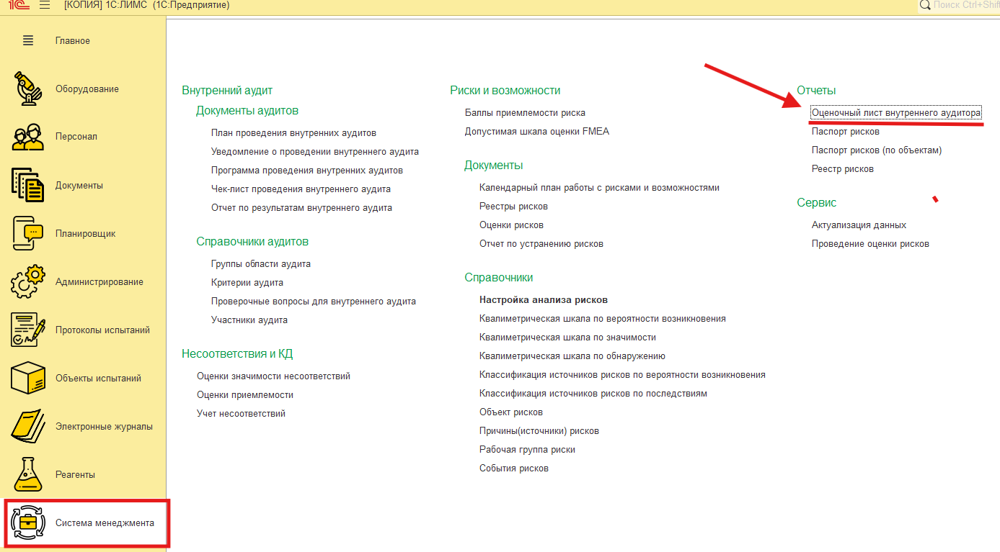 1С [КОПИЯ] 1С:ЛИМС (1С:Предприятие)
Поиск Ctrl+Shif
Главное
Оборудование
Персонал
Документы
Планировщик
Администрирование
Протоколы испытаний
Объекты испытаний
Электронные журналы
Реагенты
Система менеджмента
Внутренний аудит
Документы аудитов
План проведения внутренних аудитов
Уведомление о проведении внутреннего аудита
Программа проведения внутренних аудитов
Чек-лист проведения внутреннего аудита
Отчет по результатам внутреннего аудита
Справочники аудитов
Группы области аудита
Критерии аудита
Проверочные вопросы для внутреннего аудита
Участники аудита
Несоответствия и КД
Оценки значимости несоответствий
Оценки приемлемости
Учет несоответствий
Риски и возможности
Баллы приемлемости риска
Допустимая шкала оценки FMEA
Документы
Календарный план работы с рисками и возможностями
Реестры рисков
Оценки рисков
Отчет по устранению рисков
Справочники
Настройка анализа рисков
Квалиметрическая шкала по вероятности возникновения
Квалиметрическая шкала по значимости
Квалиметрическая шкала по обнаружению
Классификация источников рисков по вероятности возникновения
Классификация источников рисков по последствиям
Объект рисков
Причины(источники) рисков
Рабочая группа риски
События рисков
Отчеты
Оценочный лист внутреннего аудитора
Паспорт рисков
Паспорт рисков (по объектам)
Реестр рисков
Сервис
Актуализация данных
Проведение оценки рисков